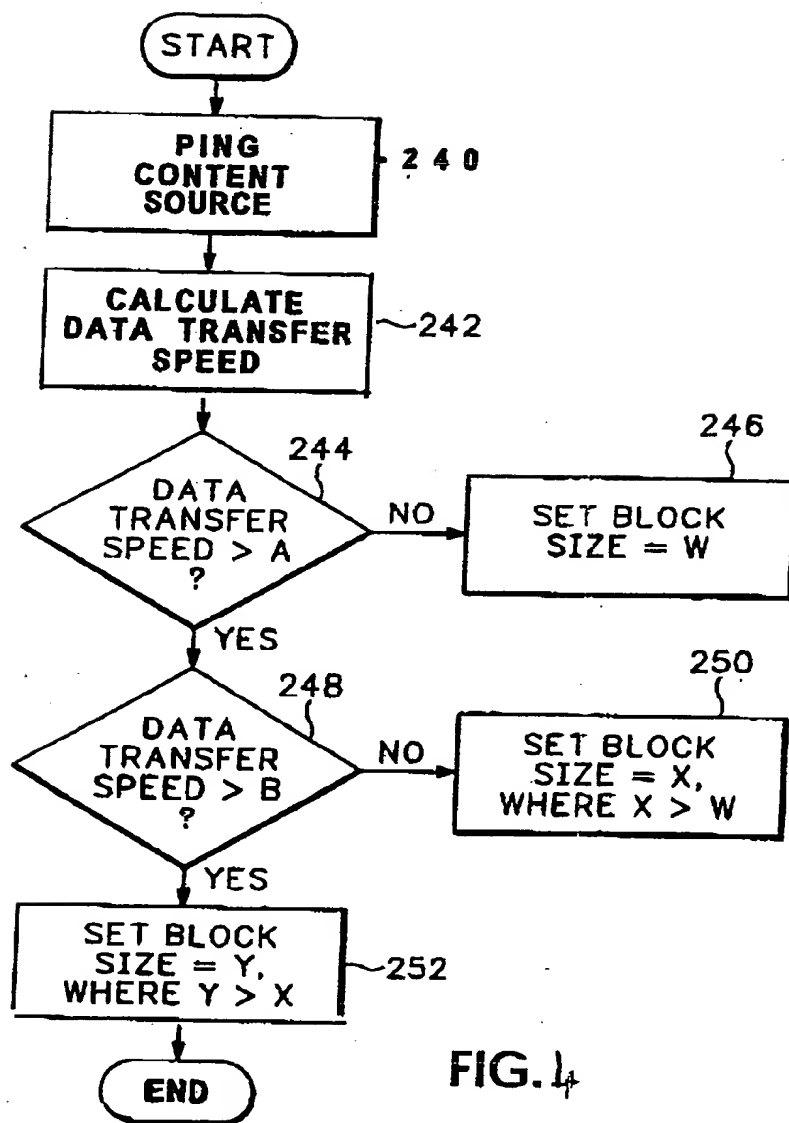 START
PING
CONTENT
SOURCE
240
CALCULATE
DATA TRANSFER
SPEED
242
244
DATA
TRANSFER
SPEED > A
?
NO
246
SET BLOCK
SIZE = W
YES
248
DATA
TRANSFER
SPEED > B
?
NO
250
SET BLOCK
SIZE = X,
WHERE X > W
YES
SET BLOCK
SIZE = Y,
WHERE Y > X
252
END
FIG. 4